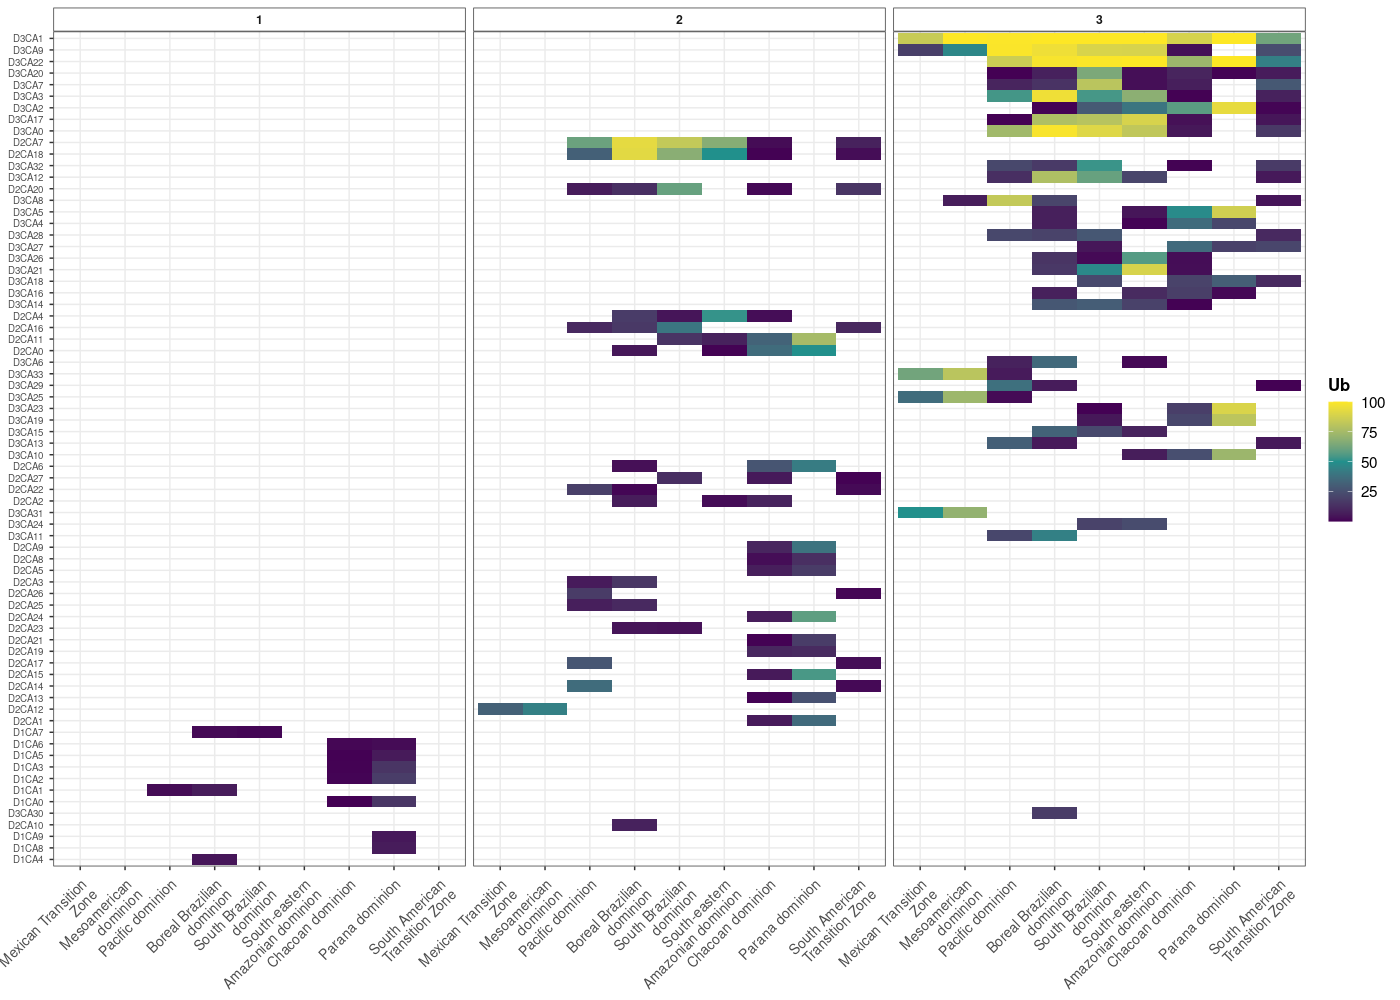 1
2
3
D3CA1
D3CA9
D3CA22
D3CA20
D3CA7
D3CA3
D3CA2
D3CA17
D3CA0
D2CA7
D2CA18
D3CA32
D3CA12
D2CA20
D3CA8
D3CA5
D3CA4
D3CA28
D3CA27
D3CA26
D3CA21
D3CA18
D3CA16
D3CA14
D2CA4
D2CA16
D2CA11
D2CA0
D3CA6
D3CA33
D3CA29
D3CA25
D3CA23
D3CA19
D3CA15
D3CA13
D3CA10
D2CA6
D2CA27
D2CA22
D2CA2
D3CA31
D3CA24
D3CA11
D2CA9
D2CA8
D2CA5
D2CA3
D2CA26
D2CA25
D2CA24
D2CA23
D2CA21
D2CA19
D2CA17
D2CA15
D2CA14
D2CA13
D2CA12
D2CA1
D1CA7
D1CA6
D1CA5
D1CA3
D1CA2
D1CA1
D1CA0
D3CA30
D2CA10
D1CA9
D1CA8
D1CA4
Mexican Transition
Zone
Mesoamerican
dominion
Pacific dominion
Boreal Brazilian
dominion
South Brazilian
dominion
South-eastern
Amazonian dominion
Chacoan dominion
Parana dominion
South American
Transition Zone
Mexican Transition
Zone
Mesoamerican
dominion
Pacific dominion
Boreal Brazilian
dominion
South Brazilian
dominion
South-eastern
Amazonian dominion
Chacoan dominion
Parana dominion
South American
Transition Zone
Mexican Transition
Zone
Mesoamerican
dominion
Pacific dominion
Boreal Brazilian
dominion
South Brazilian
dominion
South-eastern
Amazonian dominion
Chacoan dominion
Parana dominion
South American
Transition Zone
Ub
100
75
50
25